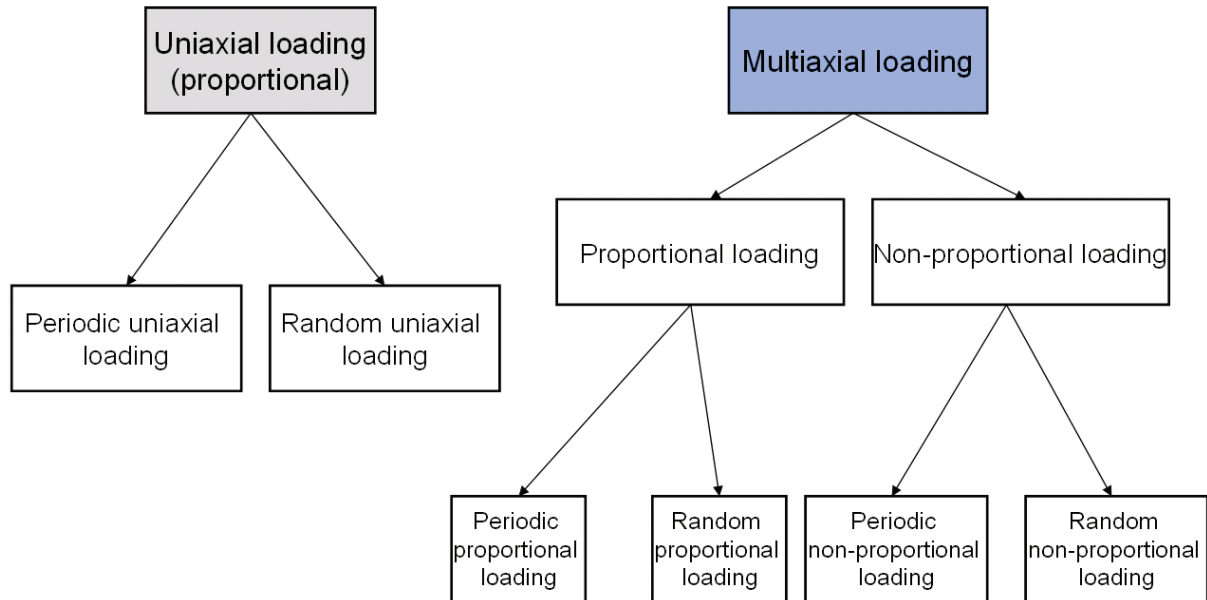 Uniaxial loading
(proportional)
Multiaxial loading
Proportional loading
Non-proportional loading
Periodic uniaxial
loading
Random uniaxial
loading
Periodic
proportional
loading
Random
proportional
loading
Periodic
non-proportional
loading
Random
non-proportional
loading